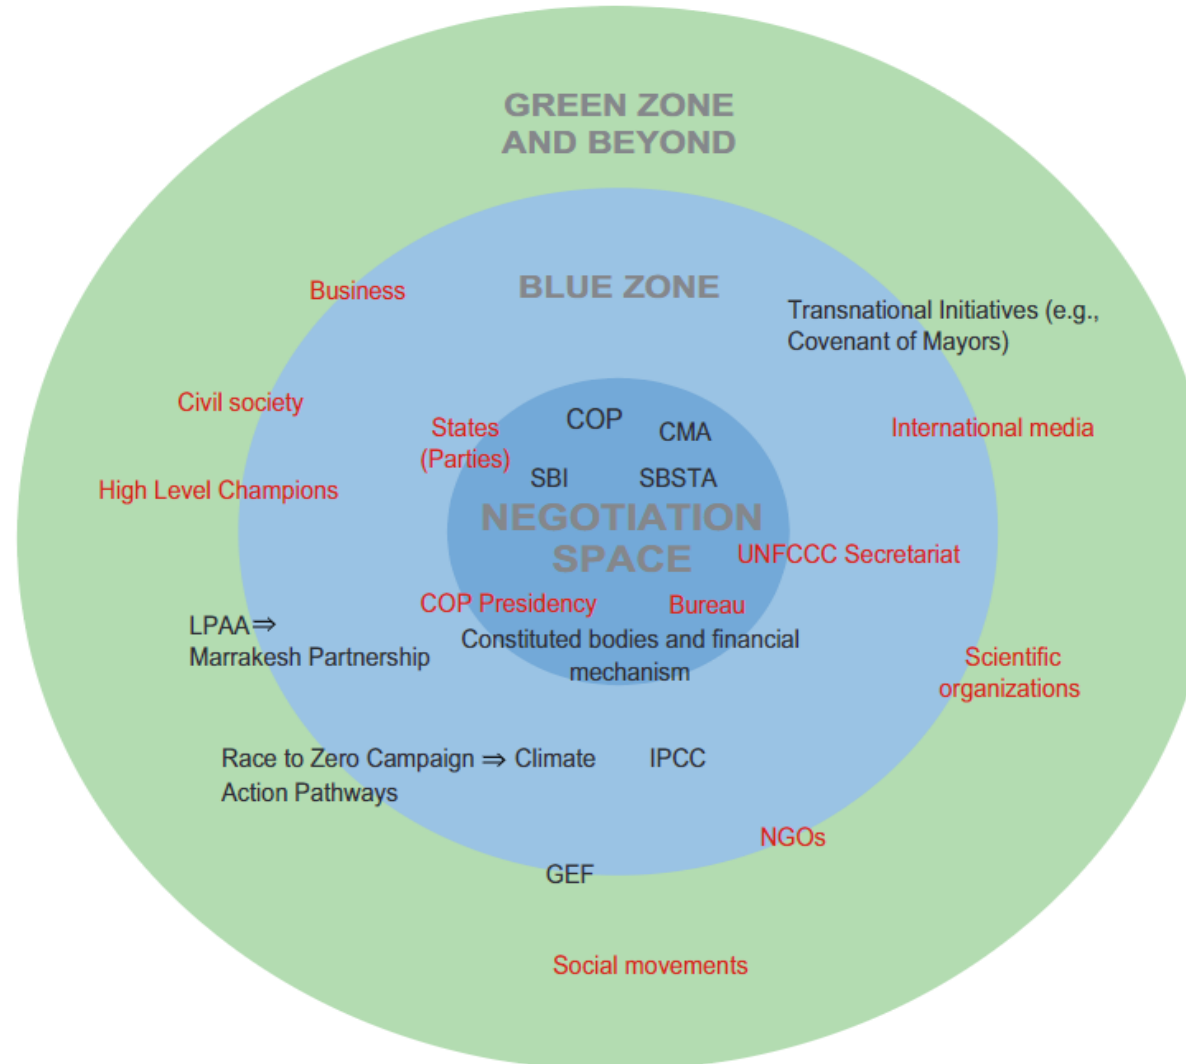 GREEN ZONE
AND BEYOND
BLUE ZONE
Business
Transnational Initiatives (e.g.,
Covenant of Mayors)
Civil society
States
(Parties)
COP
CMA
International media
High Level Champions
SBI
SBSTA
NEGOTIATION
SPACE
UNFCCC Secretariat
COP Presidency
Bureau
LPAA⇒
Marrakesh Partnership
Constituted bodies and financial
mechanism
Scientific
organizations
Race to Zero Campaign ⇒ Climate
Action Pathways
IPCC
NGOs
GEF
Social movements